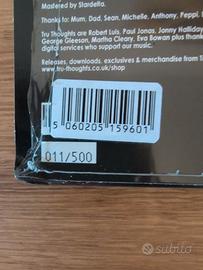 Mastered by Stardelta.
Thanks to: Mum, Dad, Sean, Michelle, Anthony, Peppi,
Tru Thoughts are Robert Luis, Paul Jonas, Jonny Halliday
George Gleeson, Martha Cleary, Eva Bowan plus
digital services who support our music.
Releases, downloads, exclusives & merchandise from
www.tru-thoughts.co.uk/shop
5 060205 159601
011/500
subito